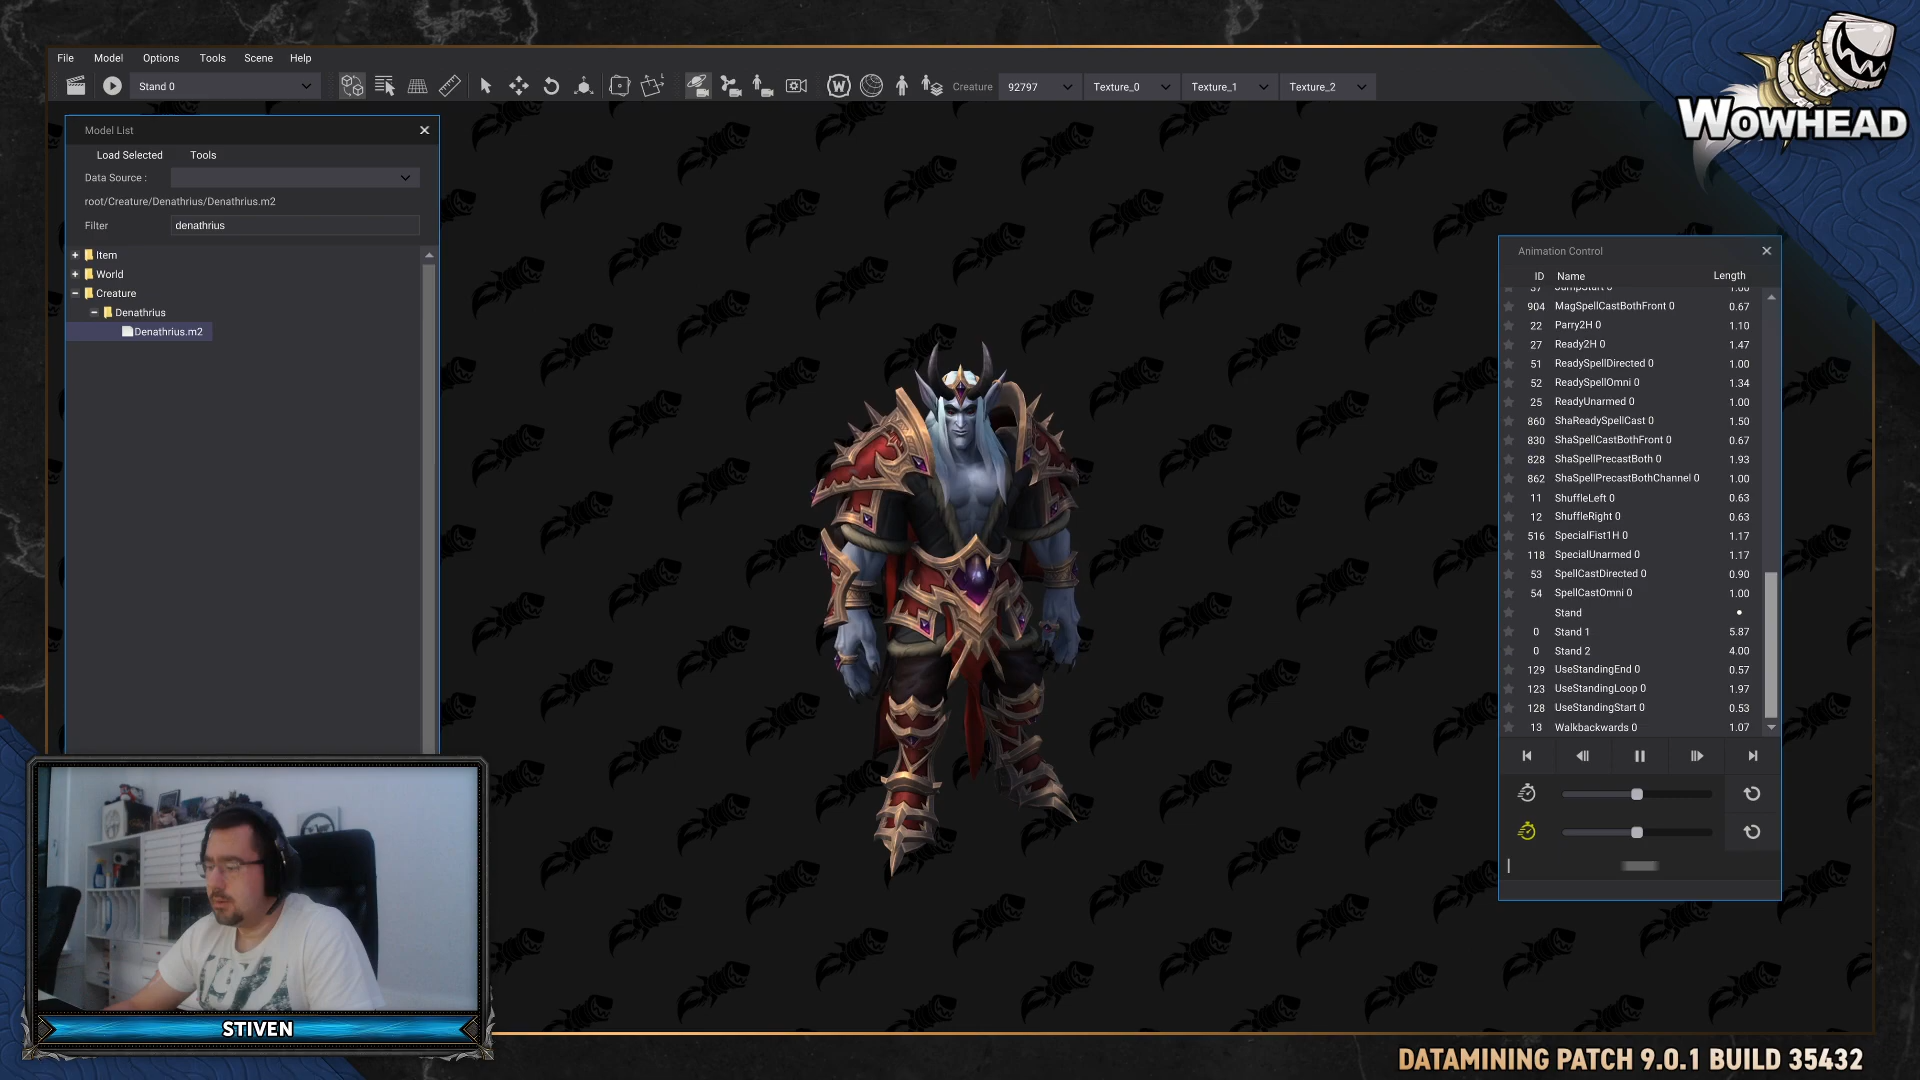 File Model Options Tools Scene Help
Stand 0
Creature 92797 Texture_0 Texture_1 Texture_2
WOWHEAD
Model List
Load Selected Tools
Data Source :
root/Creature/Denathrius/Denathrius.m2
Filter denathrius
Item
World
Creature
Denathrius
Denathrius.m2
Animation Control
ID Name Length
37 JumpStart 0 1.00
904 MagSpellCastBothFront 0 0.67
22 Parry2H 0 1.10
27 Ready2H 0 1.47
51 ReadySpellDirected 0 1.00
52 ReadySpellOmni 0 1.34
25 ReadyUnarmed 0 1.00
860 ShaReadySpellCast 0 1.50
830 ShaSpellCastBothFront 0 0.67
828 ShaSpellPrecastBoth 0 1.93
862 ShaSpellPrecastBothChannel 0 1.00
11 ShuffleLeft 0 0.63
12 ShuffleRight 0 0.63
516 SpecialFist1H 0 1.17
118 SpecialUnarmed 0 1.17
53 SpellCastDirected 0 0.90
54 SpellCastOmni 0 1.00
Stand •
0 Stand 1 5.87
0 Stand 2 4.00
129 UseStandingEnd 0 0.57
123 UseStandingLoop 0 1.97
128 UseStandingStart 0 0.53
13 Walkbackwards 0 1.07
STIVEN
DATAMINING PATCH 9.0.1 BUILD 35432